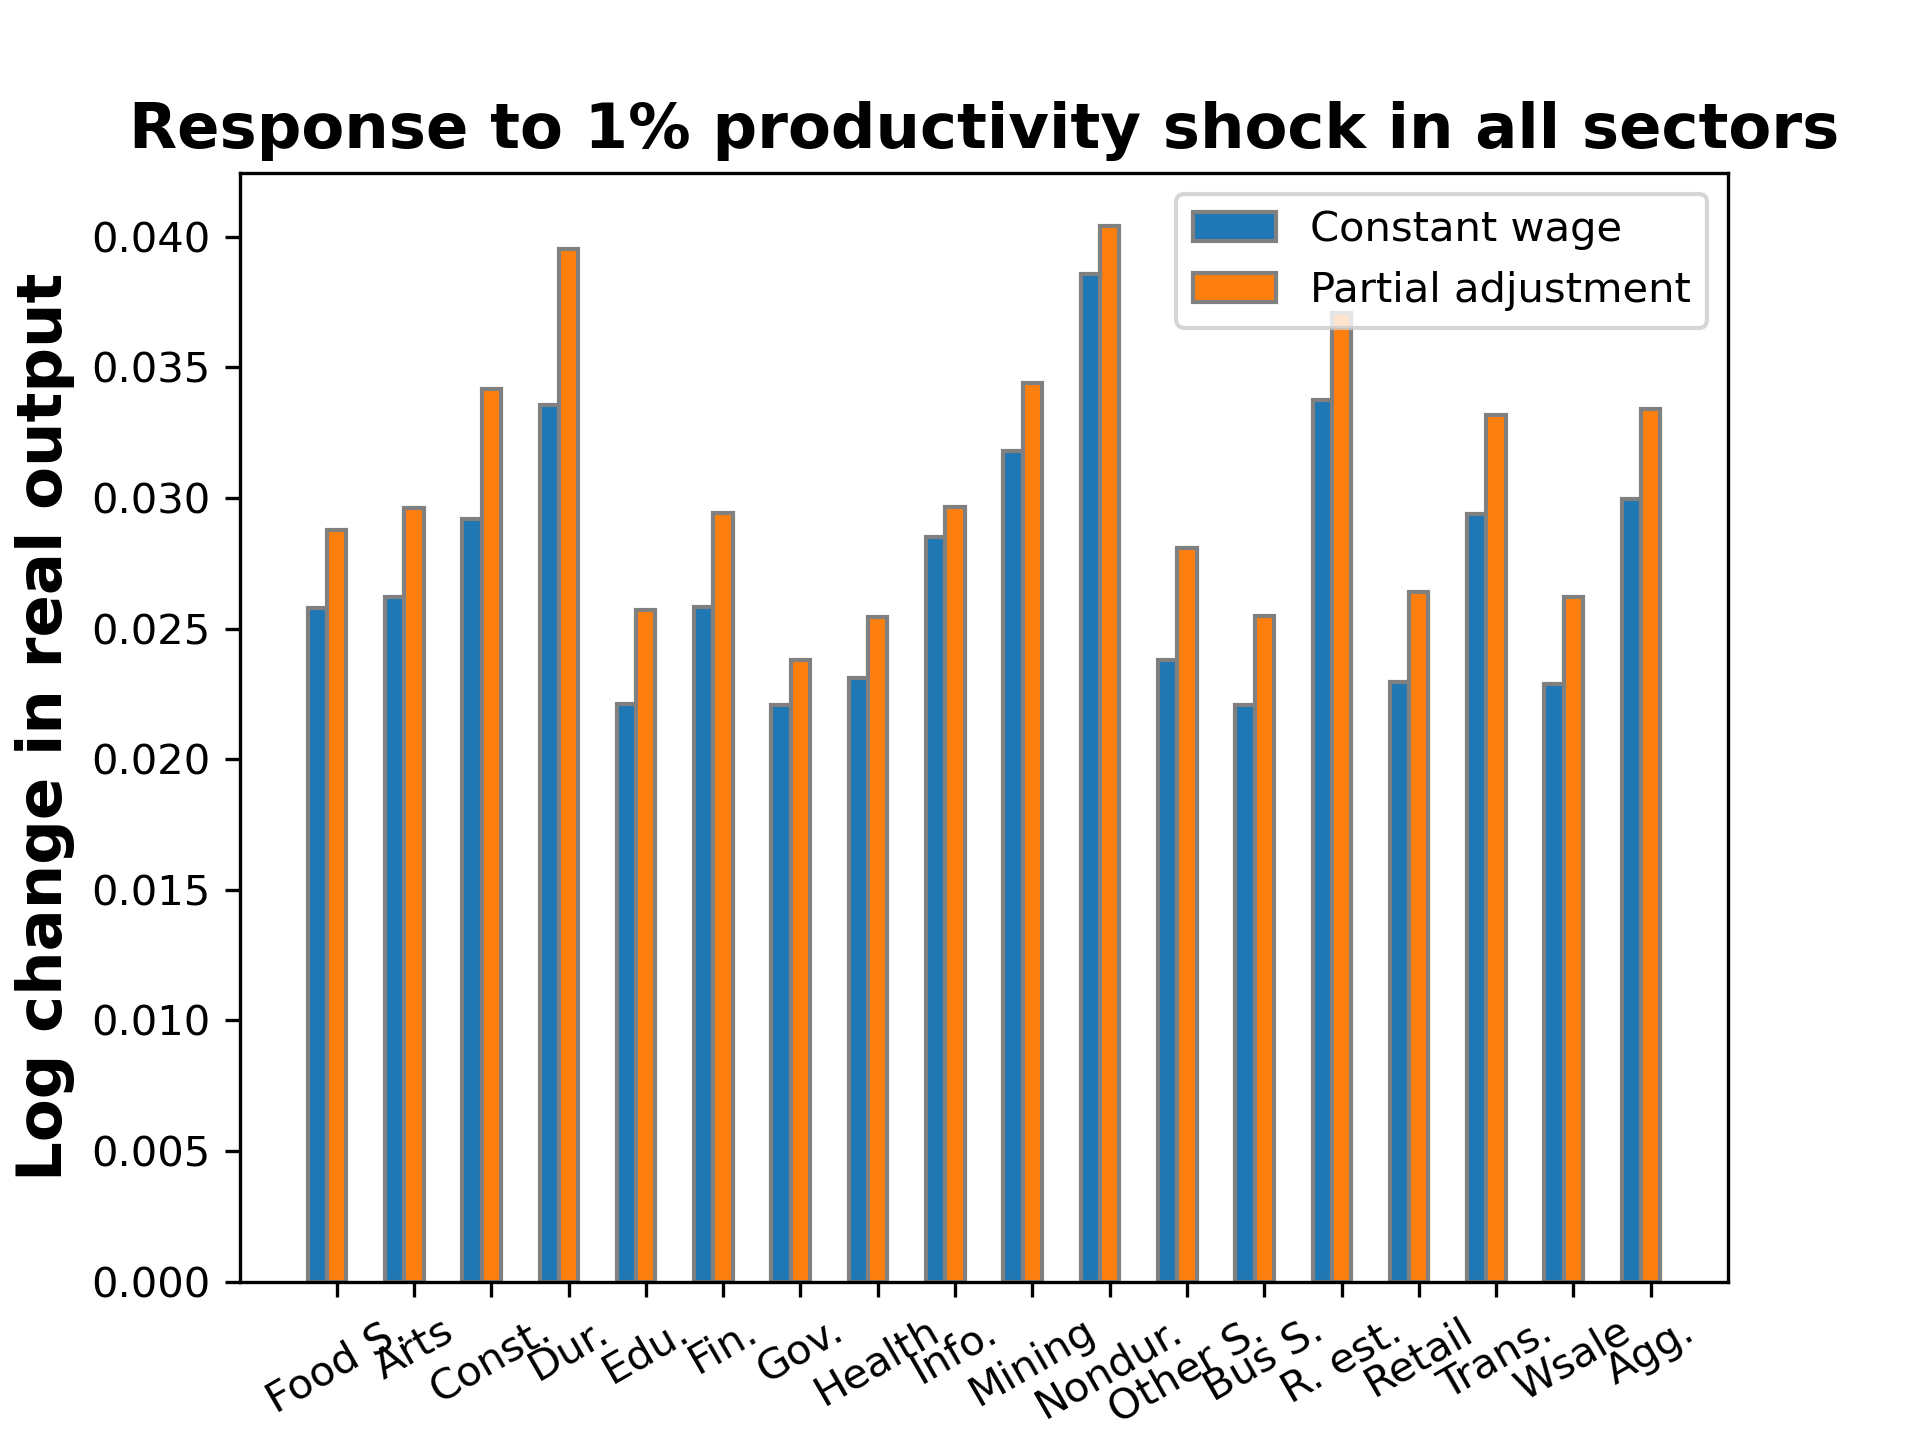 Response to 1% productivity shock in all sectors
Constant wage
Partial adjustment
Log change in real output
0.040
0.035
0.030
0.025
0.020
0.015
0.010
0.005
0.000
Food S.
Arts
Const.
Dur.
Edu.
Fin.
Gov.
Health
Info.
Mining
Nondur.
Other S.
Bus S.
R. est.
Retail
Trans.
Wsale
Agg.